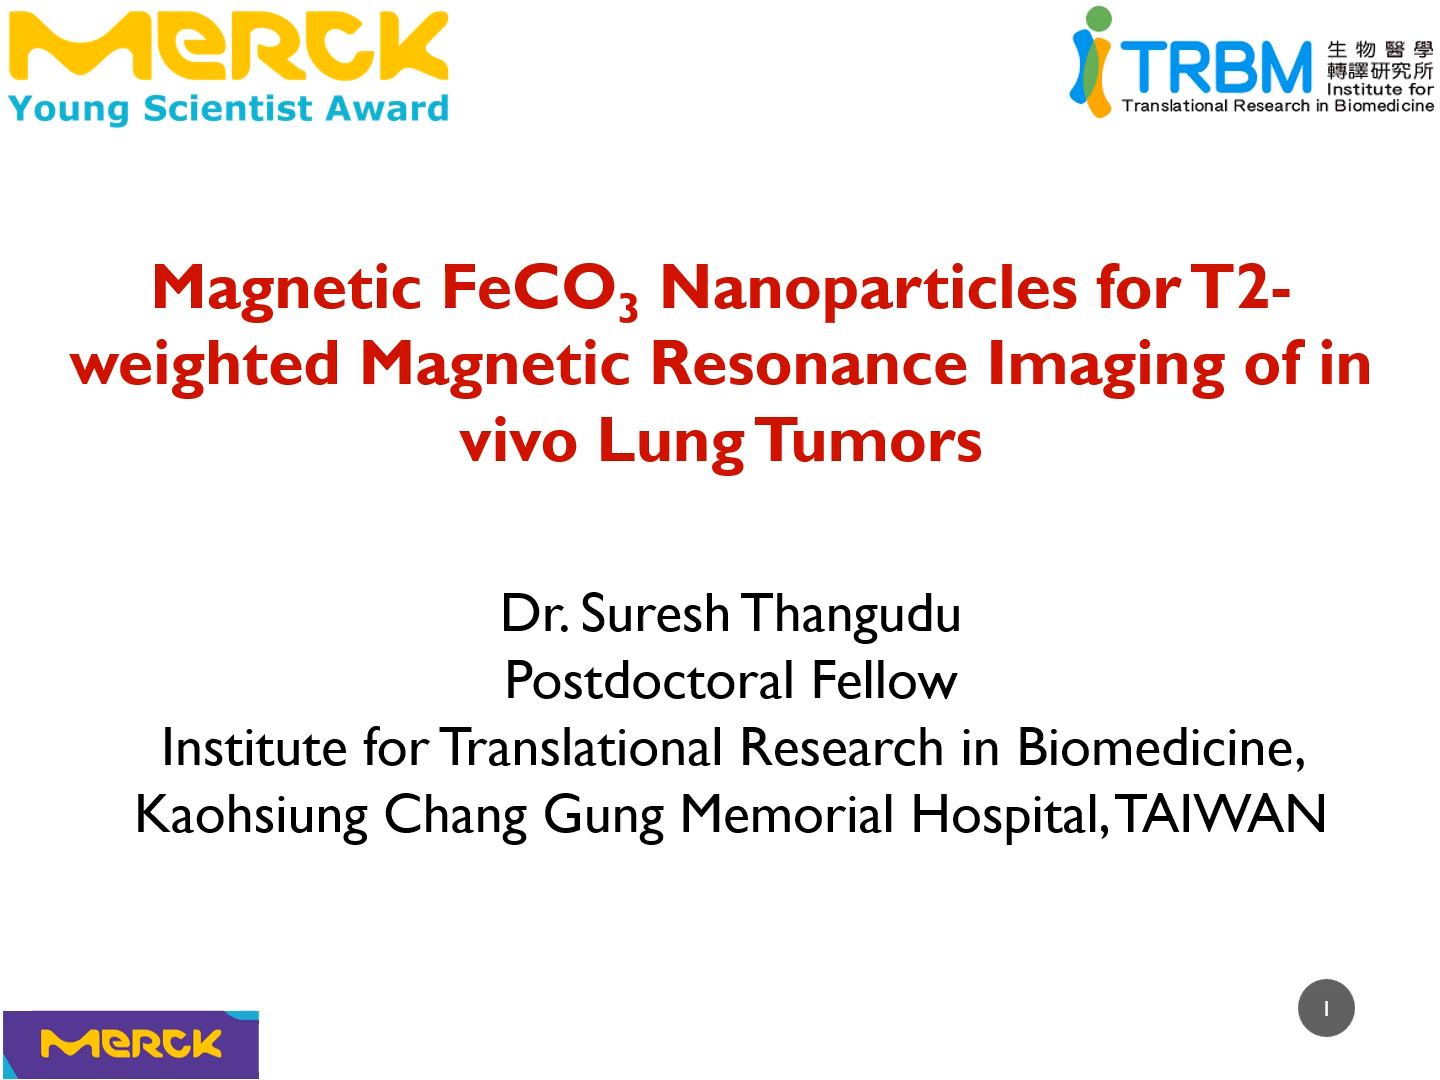 MERCK
Young Scientist Award
iTRBM
生物醫學
轉譯研究所
Institute for
Translational Research in Biomedicine
Magnetic FeCO₃ Nanoparticles for T2-
weighted Magnetic Resonance Imaging of in
vivo Lung Tumors
Dr. Suresh Thangudu
Postdoctoral Fellow
Institute for Translational Research in Biomedicine,
Kaohsiung Chang Gung Memorial Hospital, TAIWAN
1
MERCK